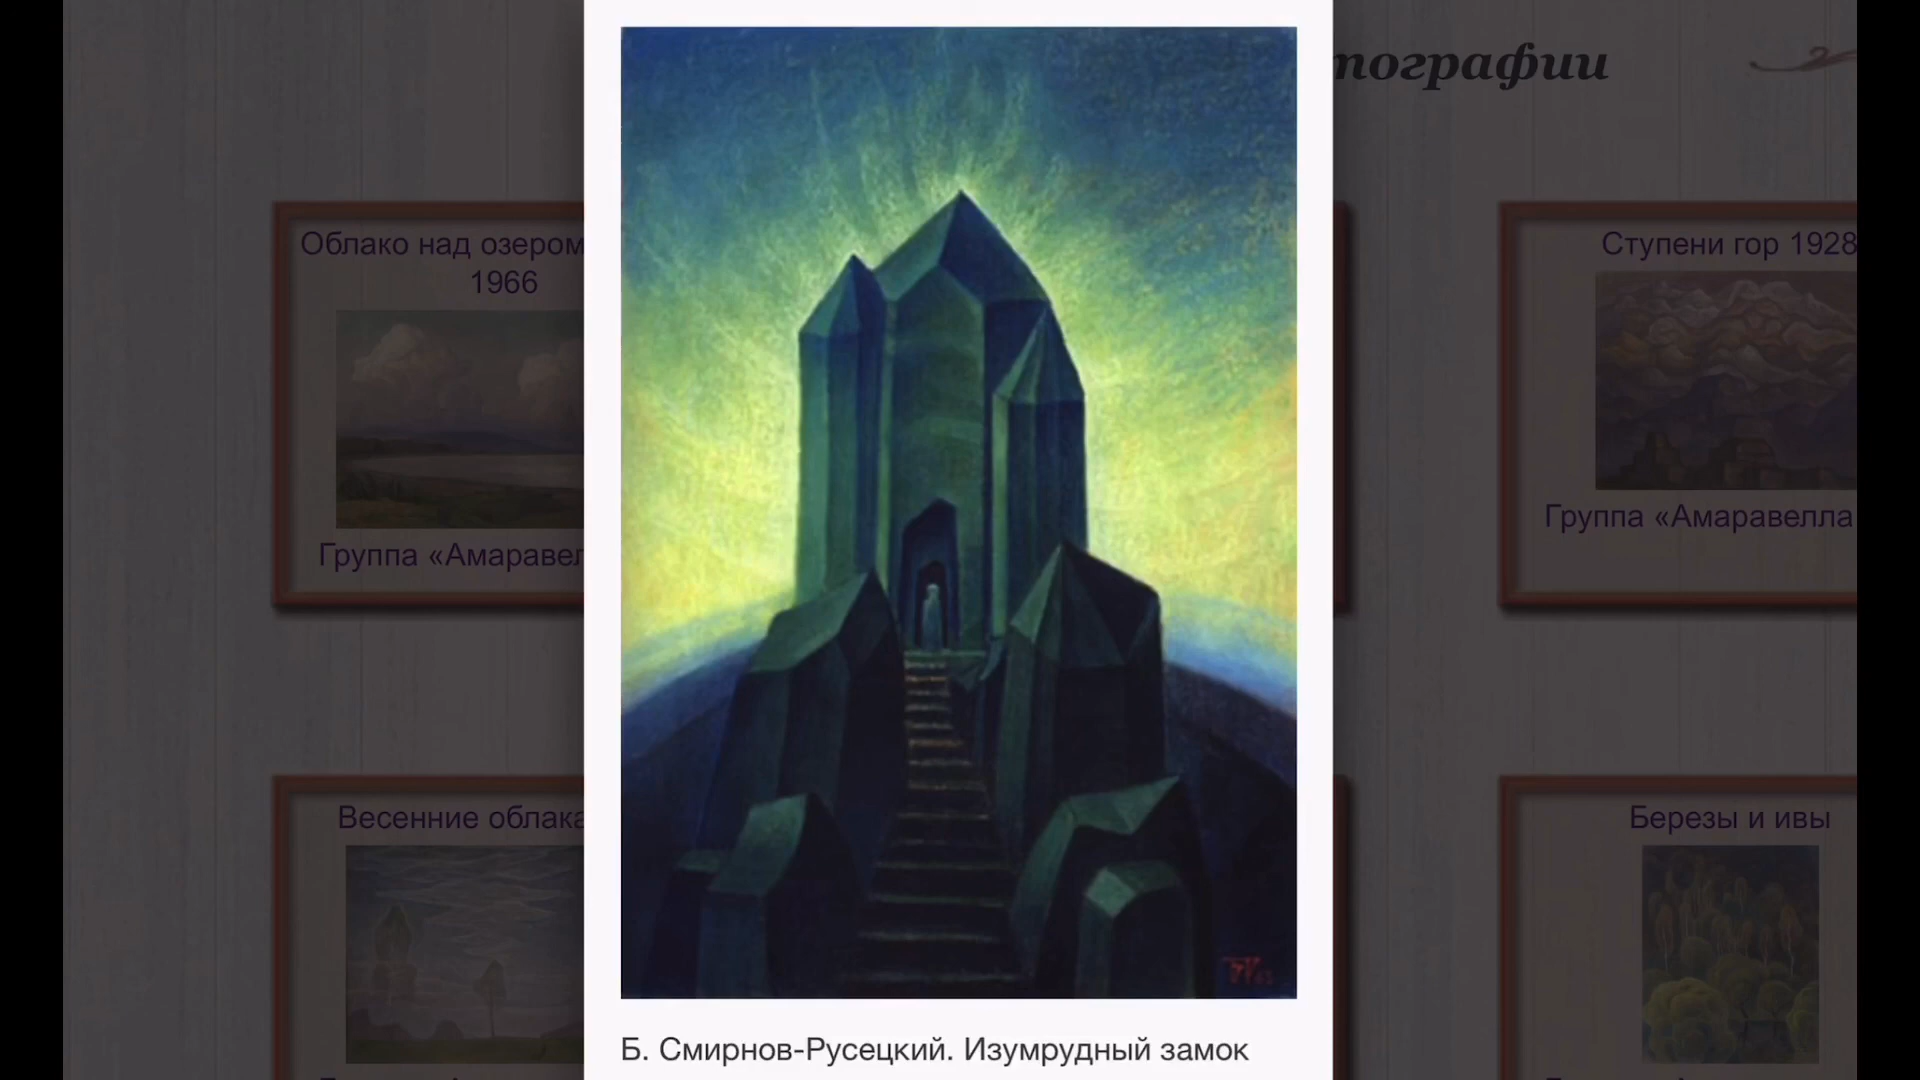 тографии
Облако над озером
1966
Группа «Амаравел
Ступени гор 1928
Группа «Амаравелла
Весенние облака
Березы и ивы
Б. Смирнов-Русецкий. Изумрудный замок